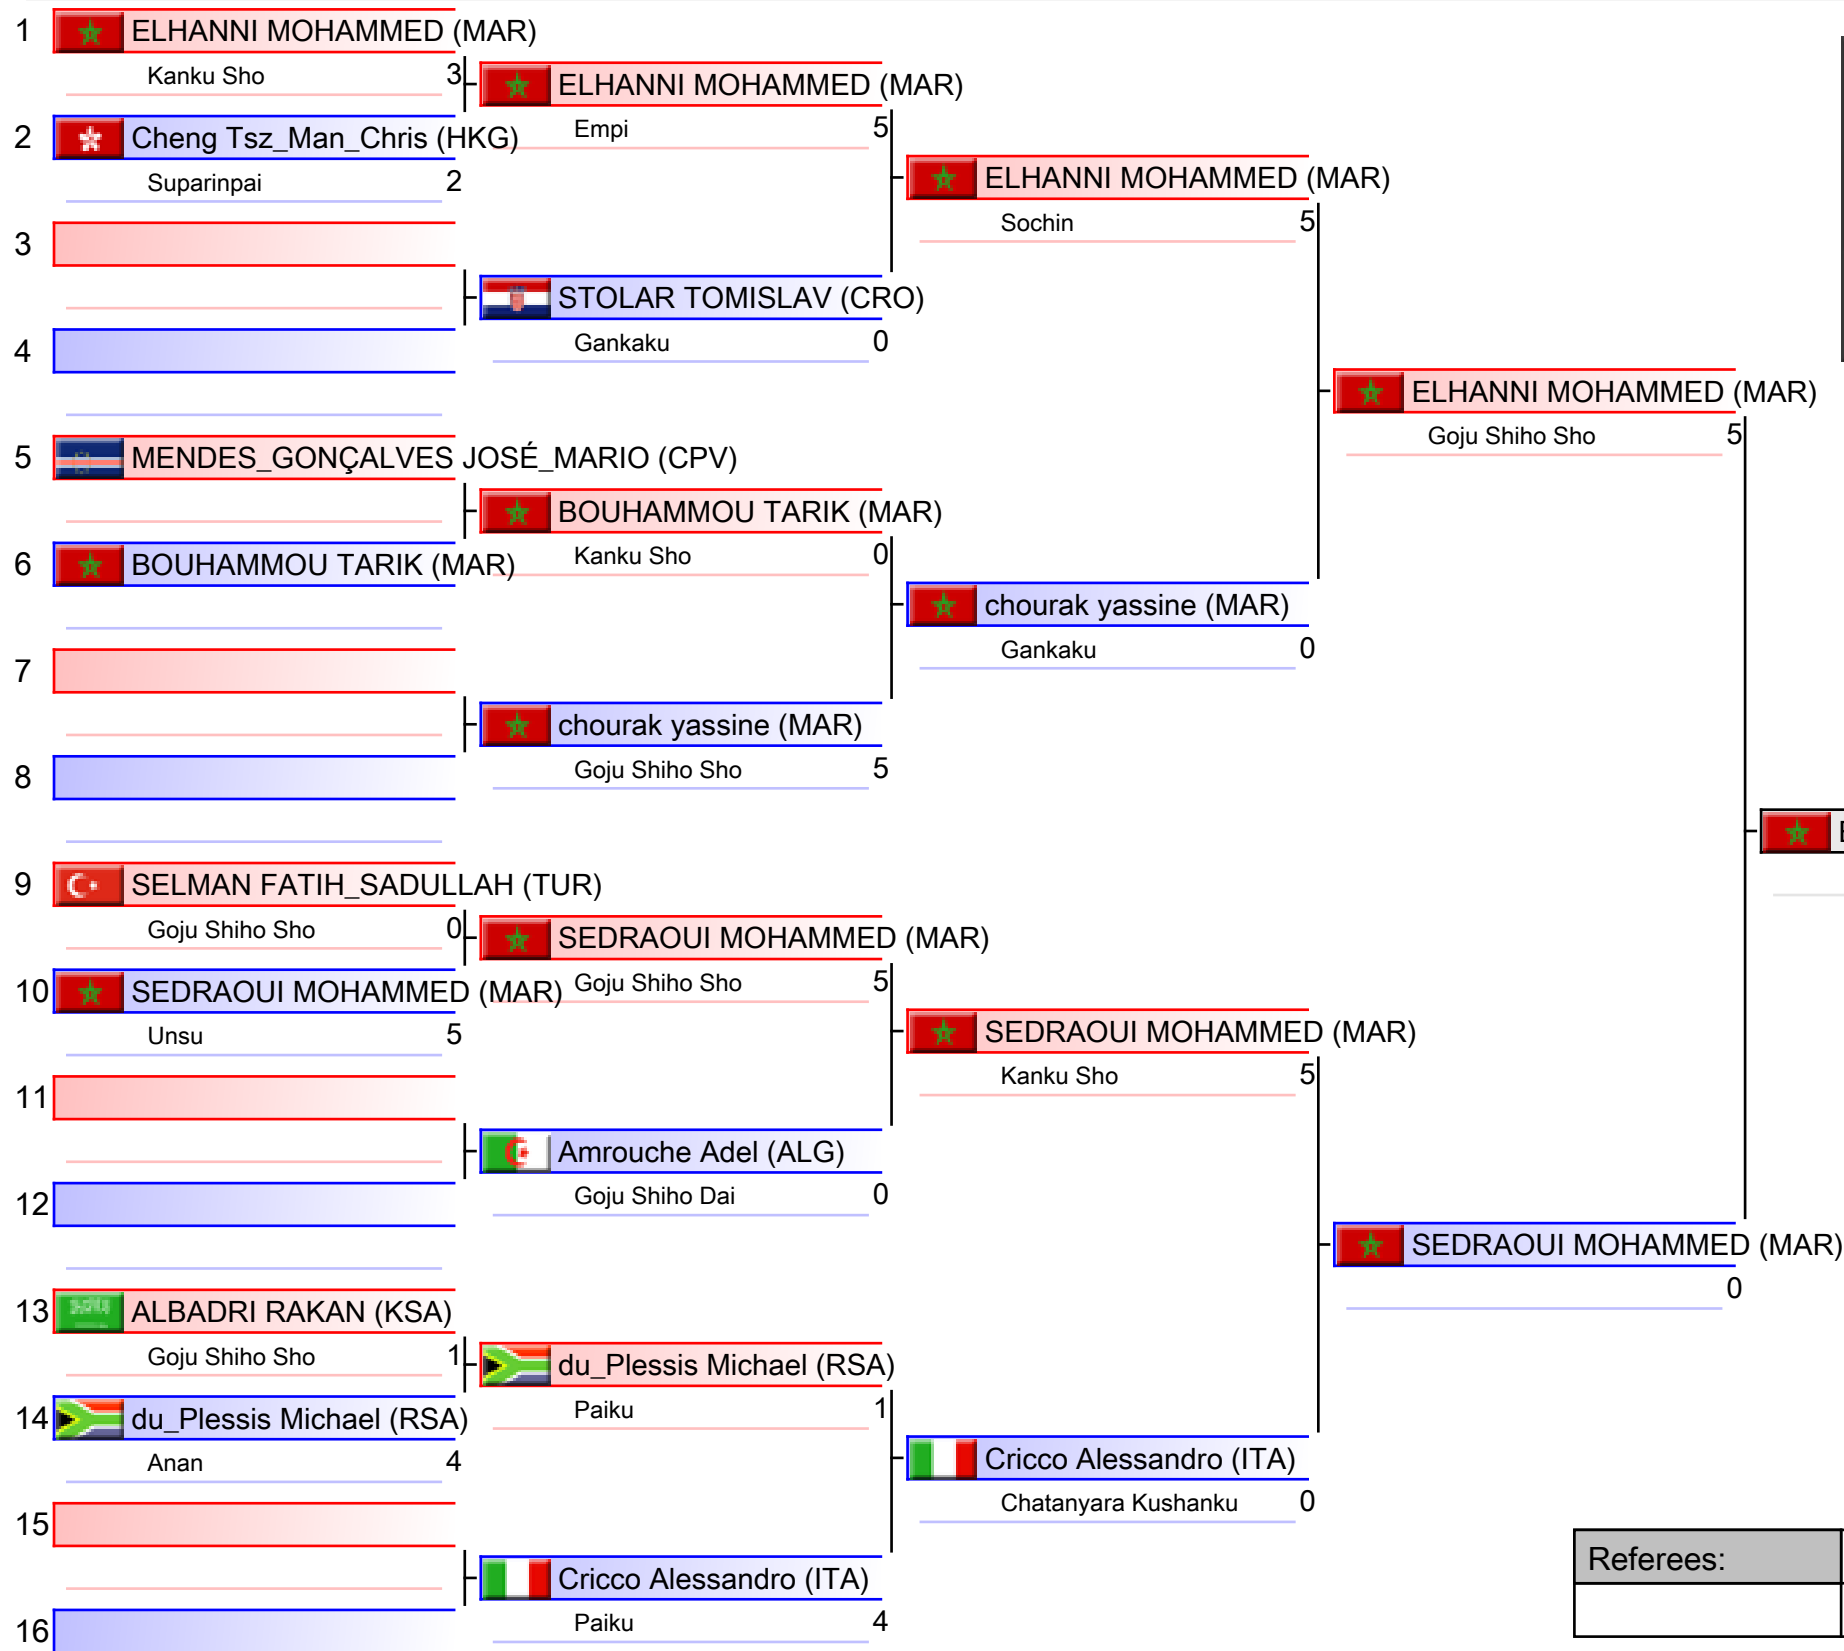 1 ELHANNI MOHAMMED (MAR)
Kanku Sho 3
ELHANNI MOHAMMED (MAR)
Empi 5
2 Cheng Tsz_Man_Chris (HKG)
Suparinpai 2
ELHANNI MOHAMMED (MAR)
Sochin 5
3
STOLAR TOMISLAV (CRO)
Gankaku 0
4
ELHANNI MOHAMMED (MAR)
Goju Shiho Sho 5
5 MENDES_GONÇALVES JOSÉ_MARIO (CPV)
BOUHAMMOU TARIK (MAR)
Kanku Sho 0
6 BOUHAMMOU TARIK (MAR)
chourak yassine (MAR)
Gankaku 0
7
chourak yassine (MAR)
Goju Shiho Sho 5
8
9 SELMAN FATIH_SADULLAH (TUR)
Goju Shiho Sho 0
SEDRAOUI MOHAMMED (MAR)
Goju Shiho Sho 5
10 SEDRAOUI MOHAMMED (MAR)
Unsu 5
SEDRAOUI MOHAMMED (MAR)
Kanku Sho 5
11
Amrouche Adel (ALG)
Goju Shiho Dai 0
12
SEDRAOUI MOHAMMED (MAR)
0
13 ALBADRI RAKAN (KSA)
Goju Shiho Sho 1
du_Plessis Michael (RSA)
Paiku 1
14 du_Plessis Michael (RSA)
Anan 4
Cricco Alessandro (ITA)
Chatanyara Kushanku 0
15
Cricco Alessandro (ITA)
Paiku 4
16
Referees: